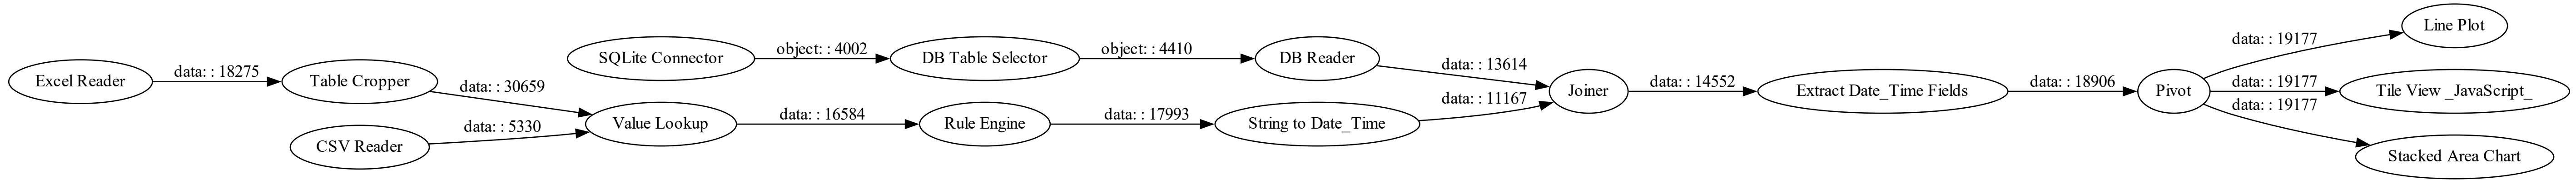 Excel Reader
data: : 18275
Table Cropper
CSV Reader
data: : 30659
data: : 5330
SQLite Connector
Value Lookup
object: : 4002
data: : 16584
DB Table Selector
Rule Engine
object: : 4410
data: : 17993
DB Reader
String to Date_Time
data: : 13614
data: : 11167
Joiner
data: : 14552
Extract Date_Time Fields
data: : 18906
Pivot
data: : 19177
data: : 19177
data: : 19177
Line Plot
Tile View _JavaScript_
Stacked Area Chart